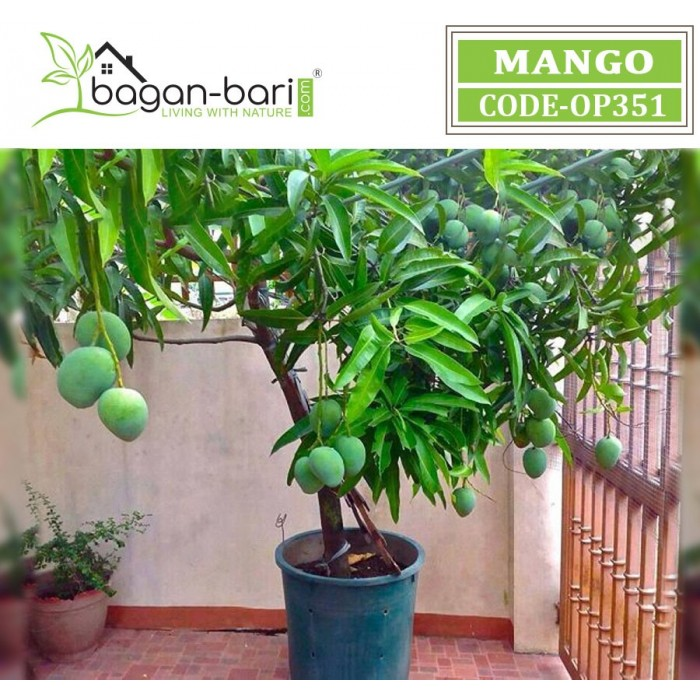 bagan-bari.com®
LIVING WITH NATURE
MANGO
CODE-OP351